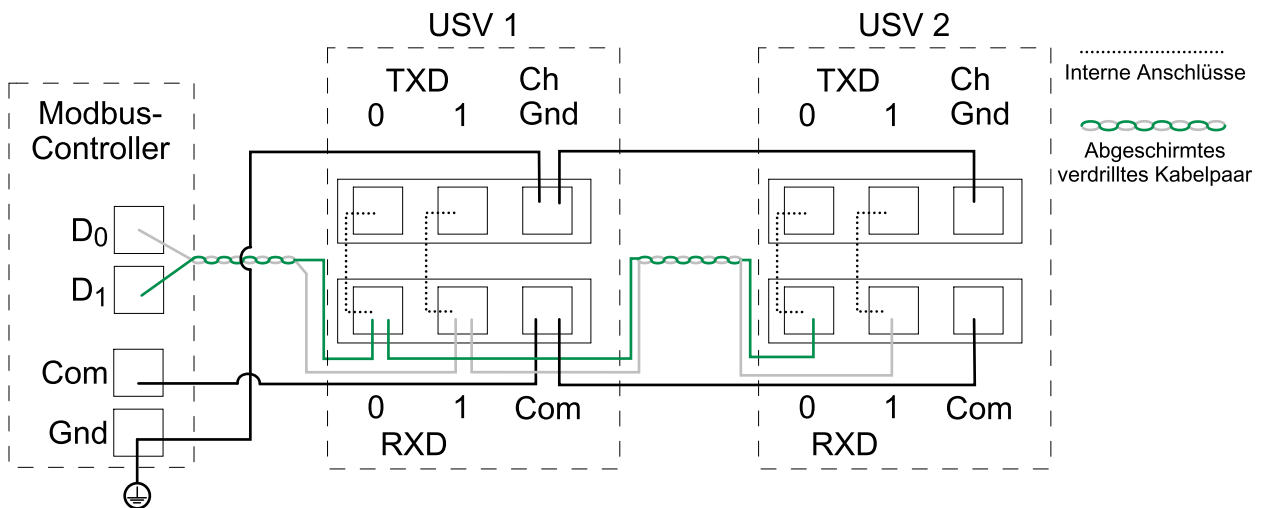 USV 1
USV 2
Modbus-
Controller
D0
D1
Com
Gnd
TXD
0 1
Ch
Gnd
0 1
RXD
Com
TXD
0 1
Ch
Gnd
0 1
RXD
Com
Interne Anschlüsse
Abgeschirmtes
verdrilltes Kabelpaar